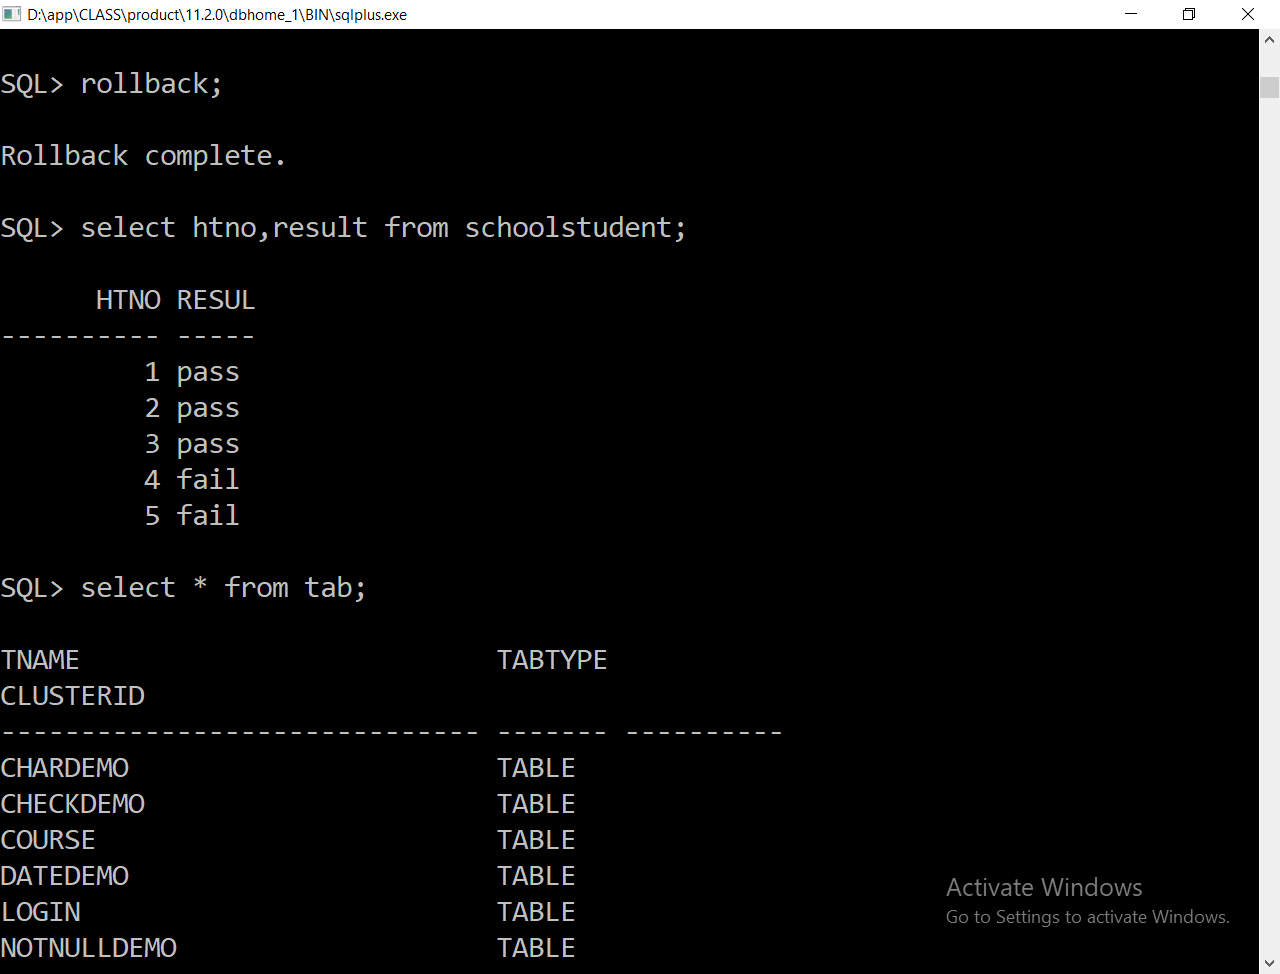 D:\app\CLASS\product\11.2.0\dbhome_1\BIN\sqlplus.exe
SQL> rollback;
Rollback complete.
SQL> select htno,result from schoolstudent;
      HTNO RESUL
---------- -----
         1 pass
         2 pass
         3 pass
         4 fail
         5 fail
SQL> select * from tab;
TNAME                          TABTYPE
CLUSTERID
------------------------------ ------- ----------
CHARDEMO                       TABLE
CHECKDEMO                      TABLE
COURSE                         TABLE
DATEDEMO                       TABLE
LOGIN                          TABLE
NOTNULLDEMO                    TABLE
Activate Windows
Go to Settings to activate Windows.